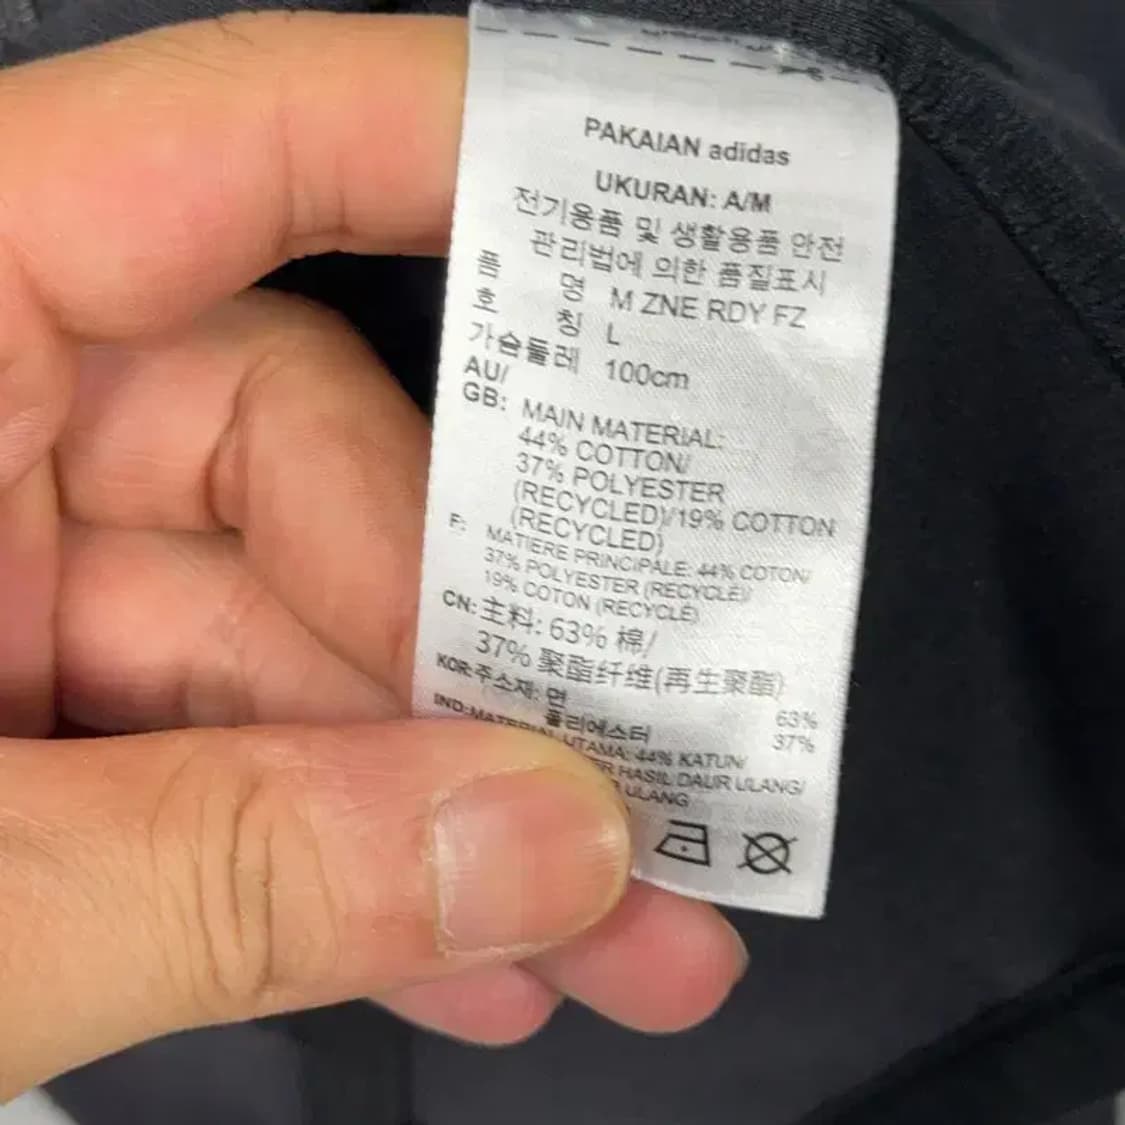 PAKAIAN adidas
UKURAN: A/M
전기용품 및 생활용품 안전
관리법에 의한 품질표시
품 명 M ZNE RDY FZ
호 칭 L
가슴둘레 100cm
AU/
GB: MAIN MATERIAL:
44% COTTON/
37% POLYESTER
(RECYCLED)/19% COTTON
(RECYCLED)
F: MATIERE PRINCIPALE: 44% COTON/
37% POLYESTER (RECYCLÉ)/
19% COTON (RECYCLÉ)
CN: 主料: 63% 棉/
37% 聚酯纤维(再生聚酯)
KOR:주소재: 면 63%
폴리에스터 37%
IND:MATERIAL UTAMA: 44% KATUN/
HASIL DAUR ULANG/
ULANG